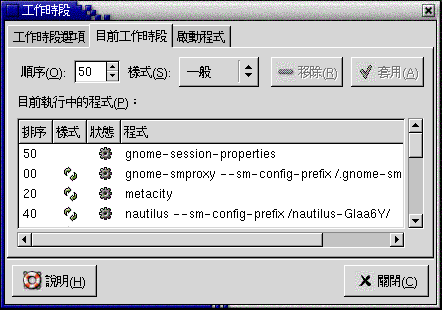 工作時段
工作時段選項 目前工作時段 啟動程式
順序(O): 50 樣式(S): 一般 移除(R) 套用(A)
目前執行中的程式(P)：
排序 樣式 狀態 程式
50 gnome-session-properties
00 gnome-smproxy --sm-config-prefix /.gnome-sm
20 metacity
40 nautilus --sm-config-prefix /nautilus-GIaa6Y/
說明(H) 關閉(C)